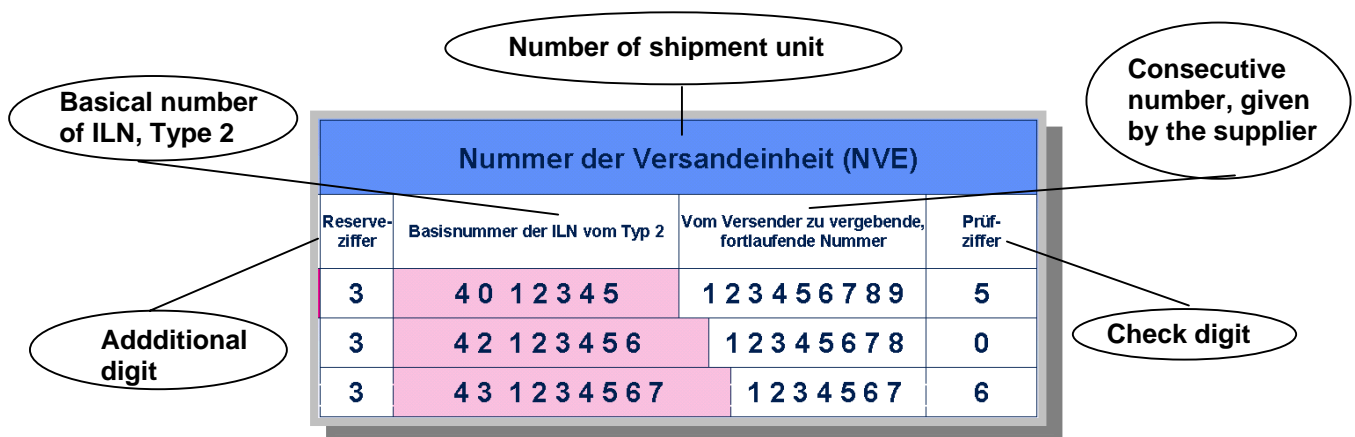 Number of shipment unit
Basical number
of ILN, Type 2
Consecutive
number, given
by the supplier
Nummer der Versandeinheit (NVE)
Reserve-
ziffer
Basisnummer der ILN vom Typ 2
Vom Versender zu vergebende,
fortlaufende Nummer
Prüf-
ziffer
3 4 0 1 2 3 4 5 1 2 3 4 5 6 7 8 9 5
3 4 2 1 2 3 4 5 6 1 2 3 4 5 6 7 8 0
3 4 3 1 2 3 4 5 6 7 1 2 3 4 5 6 7 6
Addditional
digit
Check digit